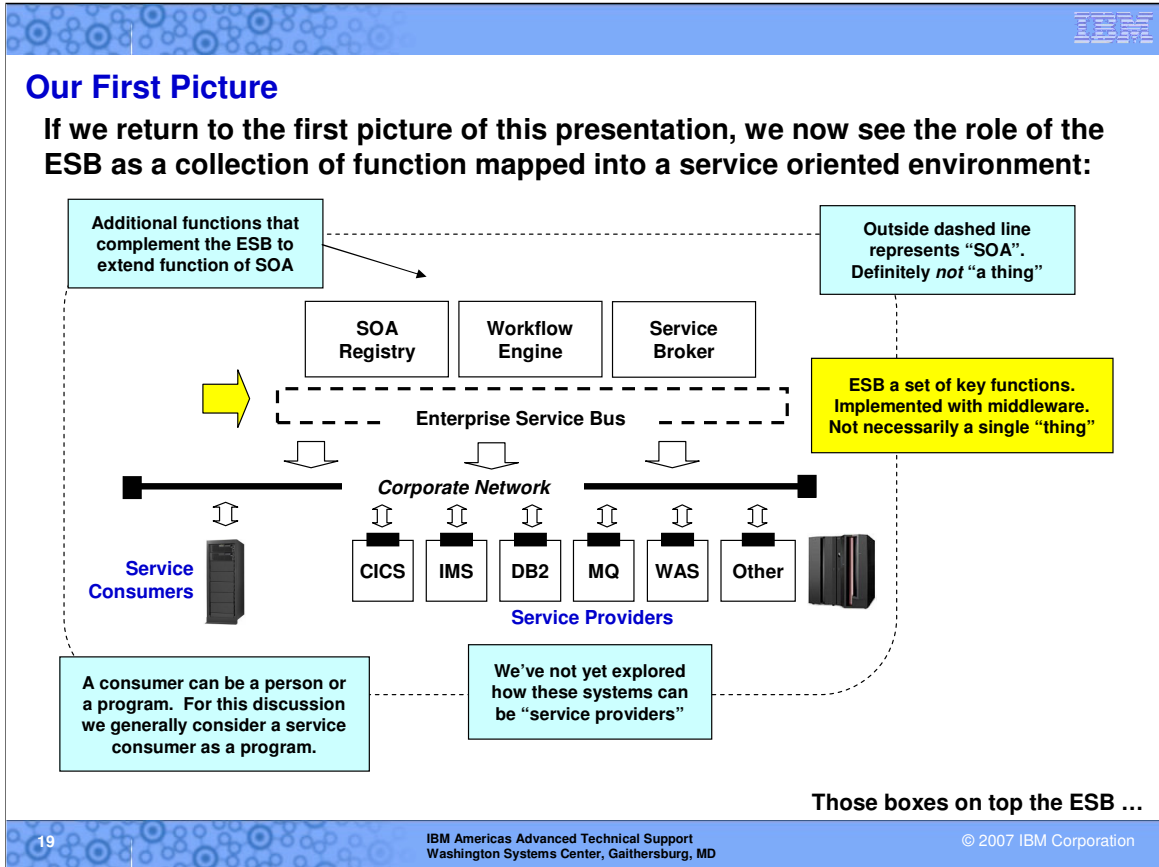 IBM
Our First Picture
If we return to the first picture of this presentation, we now see the role of the
ESB as a collection of function mapped into a service oriented environment:
Additional functions that
complement the ESB to
extend function of SOA
Outside dashed line
represents “SOA”.
Definitely not “a thing”
SOA
Registry
Workflow
Engine
Service
Broker
ESB a set of key functions.
Implemented with middleware.
Not necessarily a single “thing”
Enterprise Service Bus
Corporate Network
Service
Consumers
CICS
IMS
DB2
MQ
WAS
Other
Service Providers
A consumer can be a person or
a program. For this discussion
we generally consider a service
consumer as a program.
We’ve not yet explored
how these systems can
be “service providers”
Those boxes on top the ESB …
19
IBM Americas Advanced Technical Support
Washington Systems Center, Gaithersburg, MD
© 2007 IBM Corporation